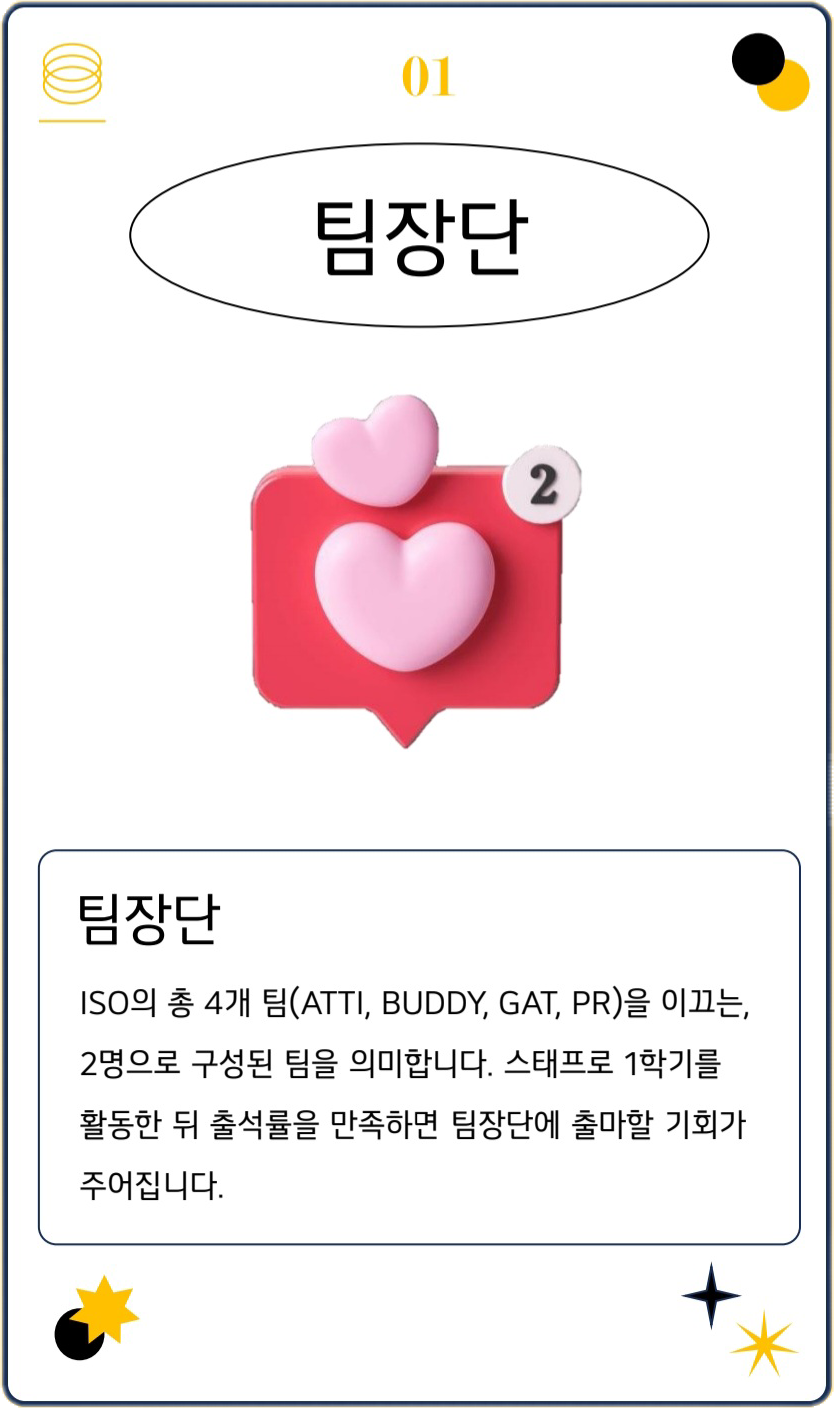 01
팀장단
2
팀장단
ISO의 총 4개 팀(ATTI, BUDDY, GAT, PR)을 이끄는,
2명으로 구성된 팀을 의미합니다. 스태프로 1학기를
활동한 뒤 출석률을 만족하면 팀장단에 출마할 기회가
주어집니다.